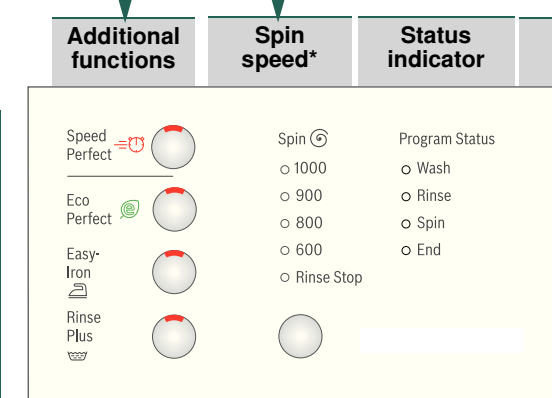 Additional
functions
Spin
speed*
Status
indicator
Speed
Perfect
Eco
Perfect
Easy-
Iron
Rinse
Plus
Spin
1000
900
800
600
Rinse Stop
Program Status
Wash
Rinse
Spin
End